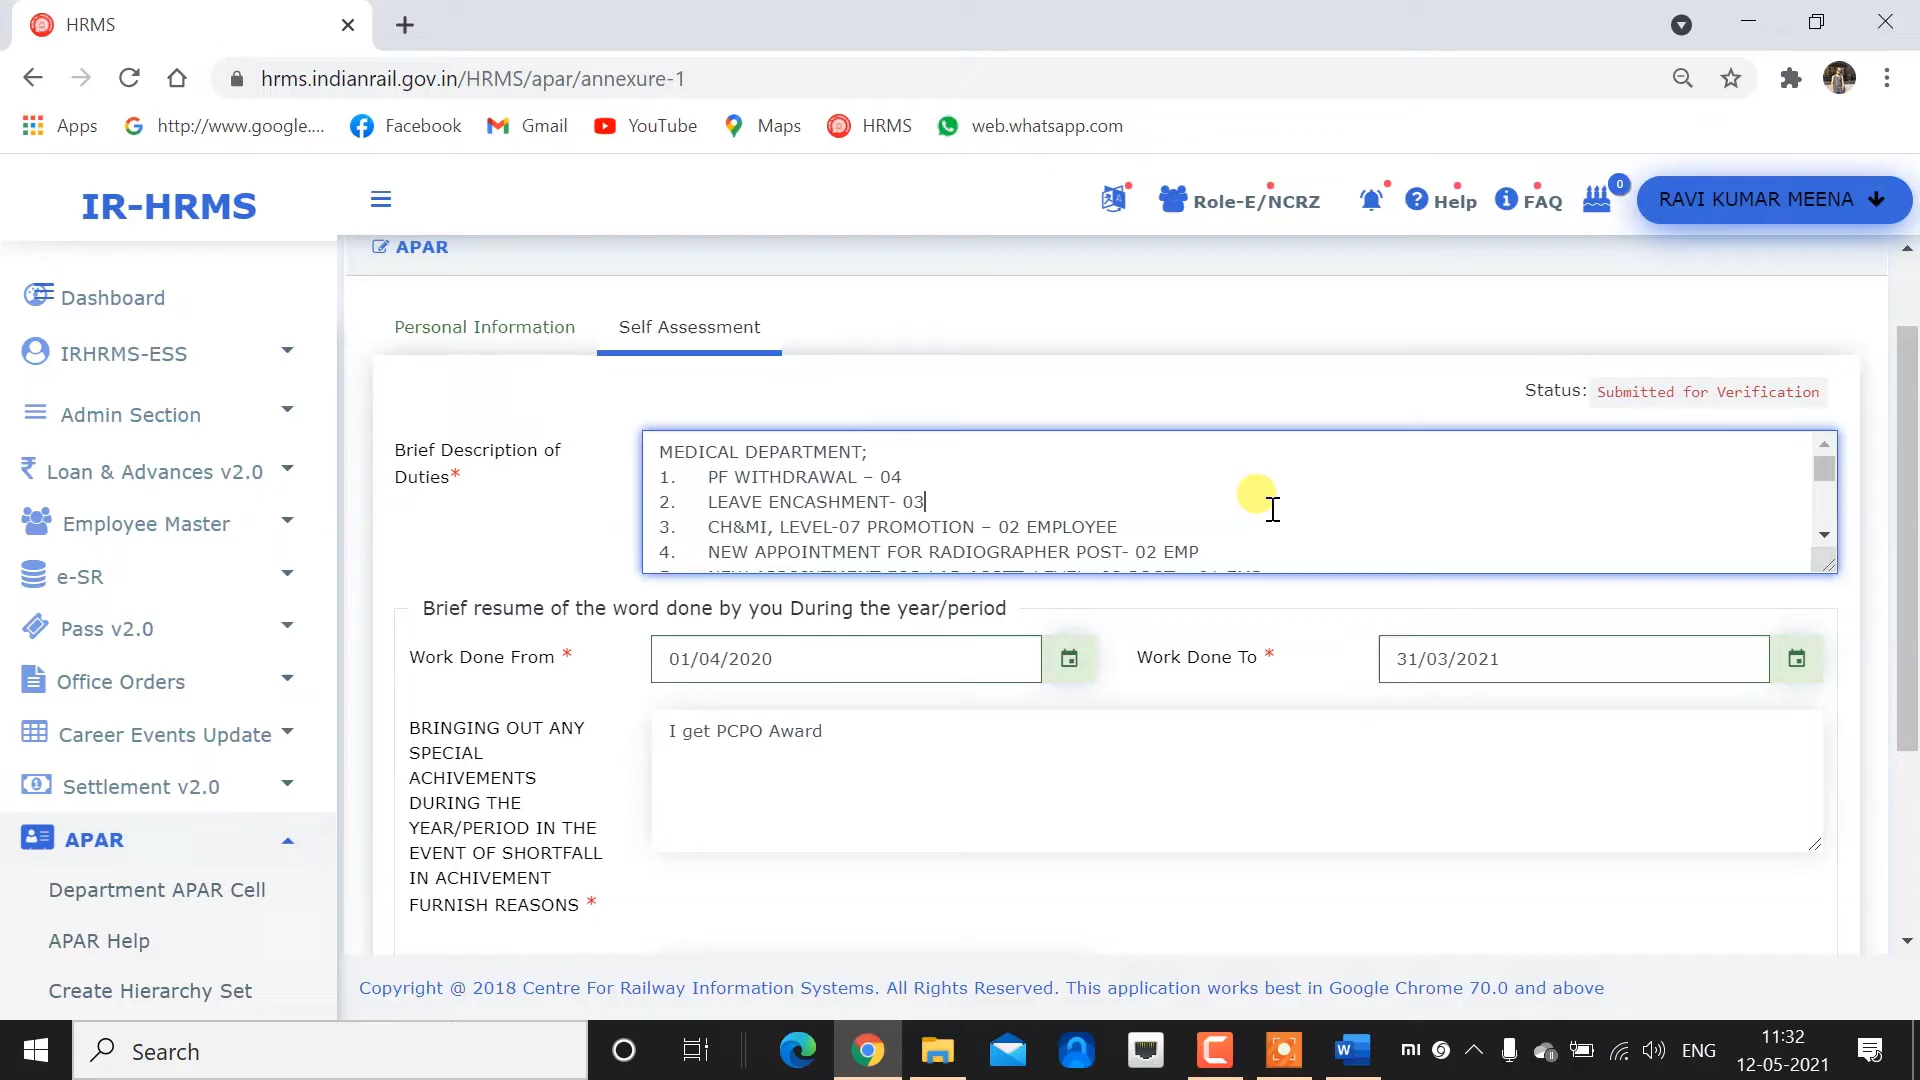 HRMS
hrms.indianrail.gov.in/HRMS/apar/annexure-1
Apps
http://www.google....
Facebook
Gmail
YouTube
Maps
HRMS
web.whatsapp.com
IR-HRMS
Role-E/NCRZ
Help
FAQ
0
RAVI KUMAR MEENA
APAR
Dashboard
IRHRMS-ESS
Admin Section
Loan & Advances v2.0
Employee Master
e-SR
Pass v2.0
Office Orders
Career Events Update
Settlement v2.0
APAR
Department APAR Cell
APAR Help
Create Hierarchy Set
Personal Information
Self Assessment
Status: Submitted for Verification
Brief Description of
Duties*
MEDICAL DEPARTMENT;
1. PF WITHDRAWAL – 04
2. LEAVE ENCASHMENT- 03
3. CH&MI, LEVEL-07 PROMOTION – 02 EMPLOYEE
4. NEW APPOINTMENT FOR RADIOGRAPHER POST- 02 EMP
Brief resume of the word done by you During the year/period
Work Done From *
01/04/2020
Work Done To *
31/03/2021
BRINGING OUT ANY
SPECIAL
ACHIVEMENTS
DURING THE
YEAR/PERIOD IN THE
EVENT OF SHORTFALL
IN ACHIVEMENT
FURNISH REASONS *
I get PCPO Award
Copyright @ 2018 Centre For Railway Information Systems. All Rights Reserved. This application works best in Google Chrome 70.0 and above
Search
ENG
11:32
12-05-2021